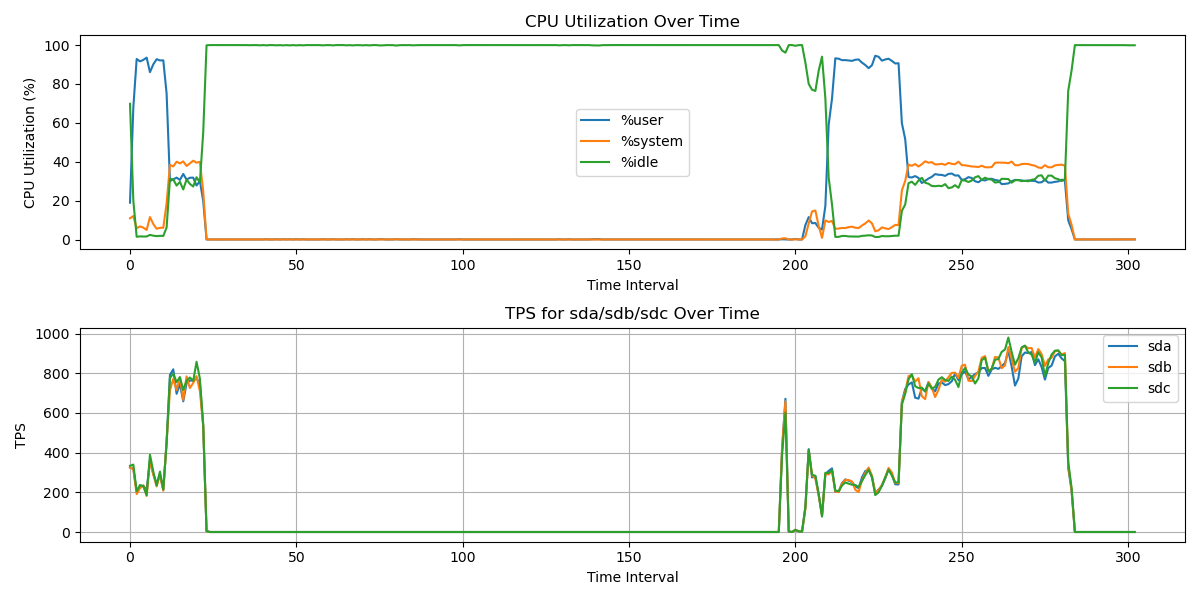 CPU Utilization Over Time
100
80
60
40
20
0
CPU Utilization (%)
%user
%system
%idle
0 50 100 150 200 250 300
Time Interval
TPS for sda/sdb/sdc Over Time
1000
800
600
400
200
0
TPS
sda
sdb
sdc
0 50 100 150 200 250 300
Time Interval